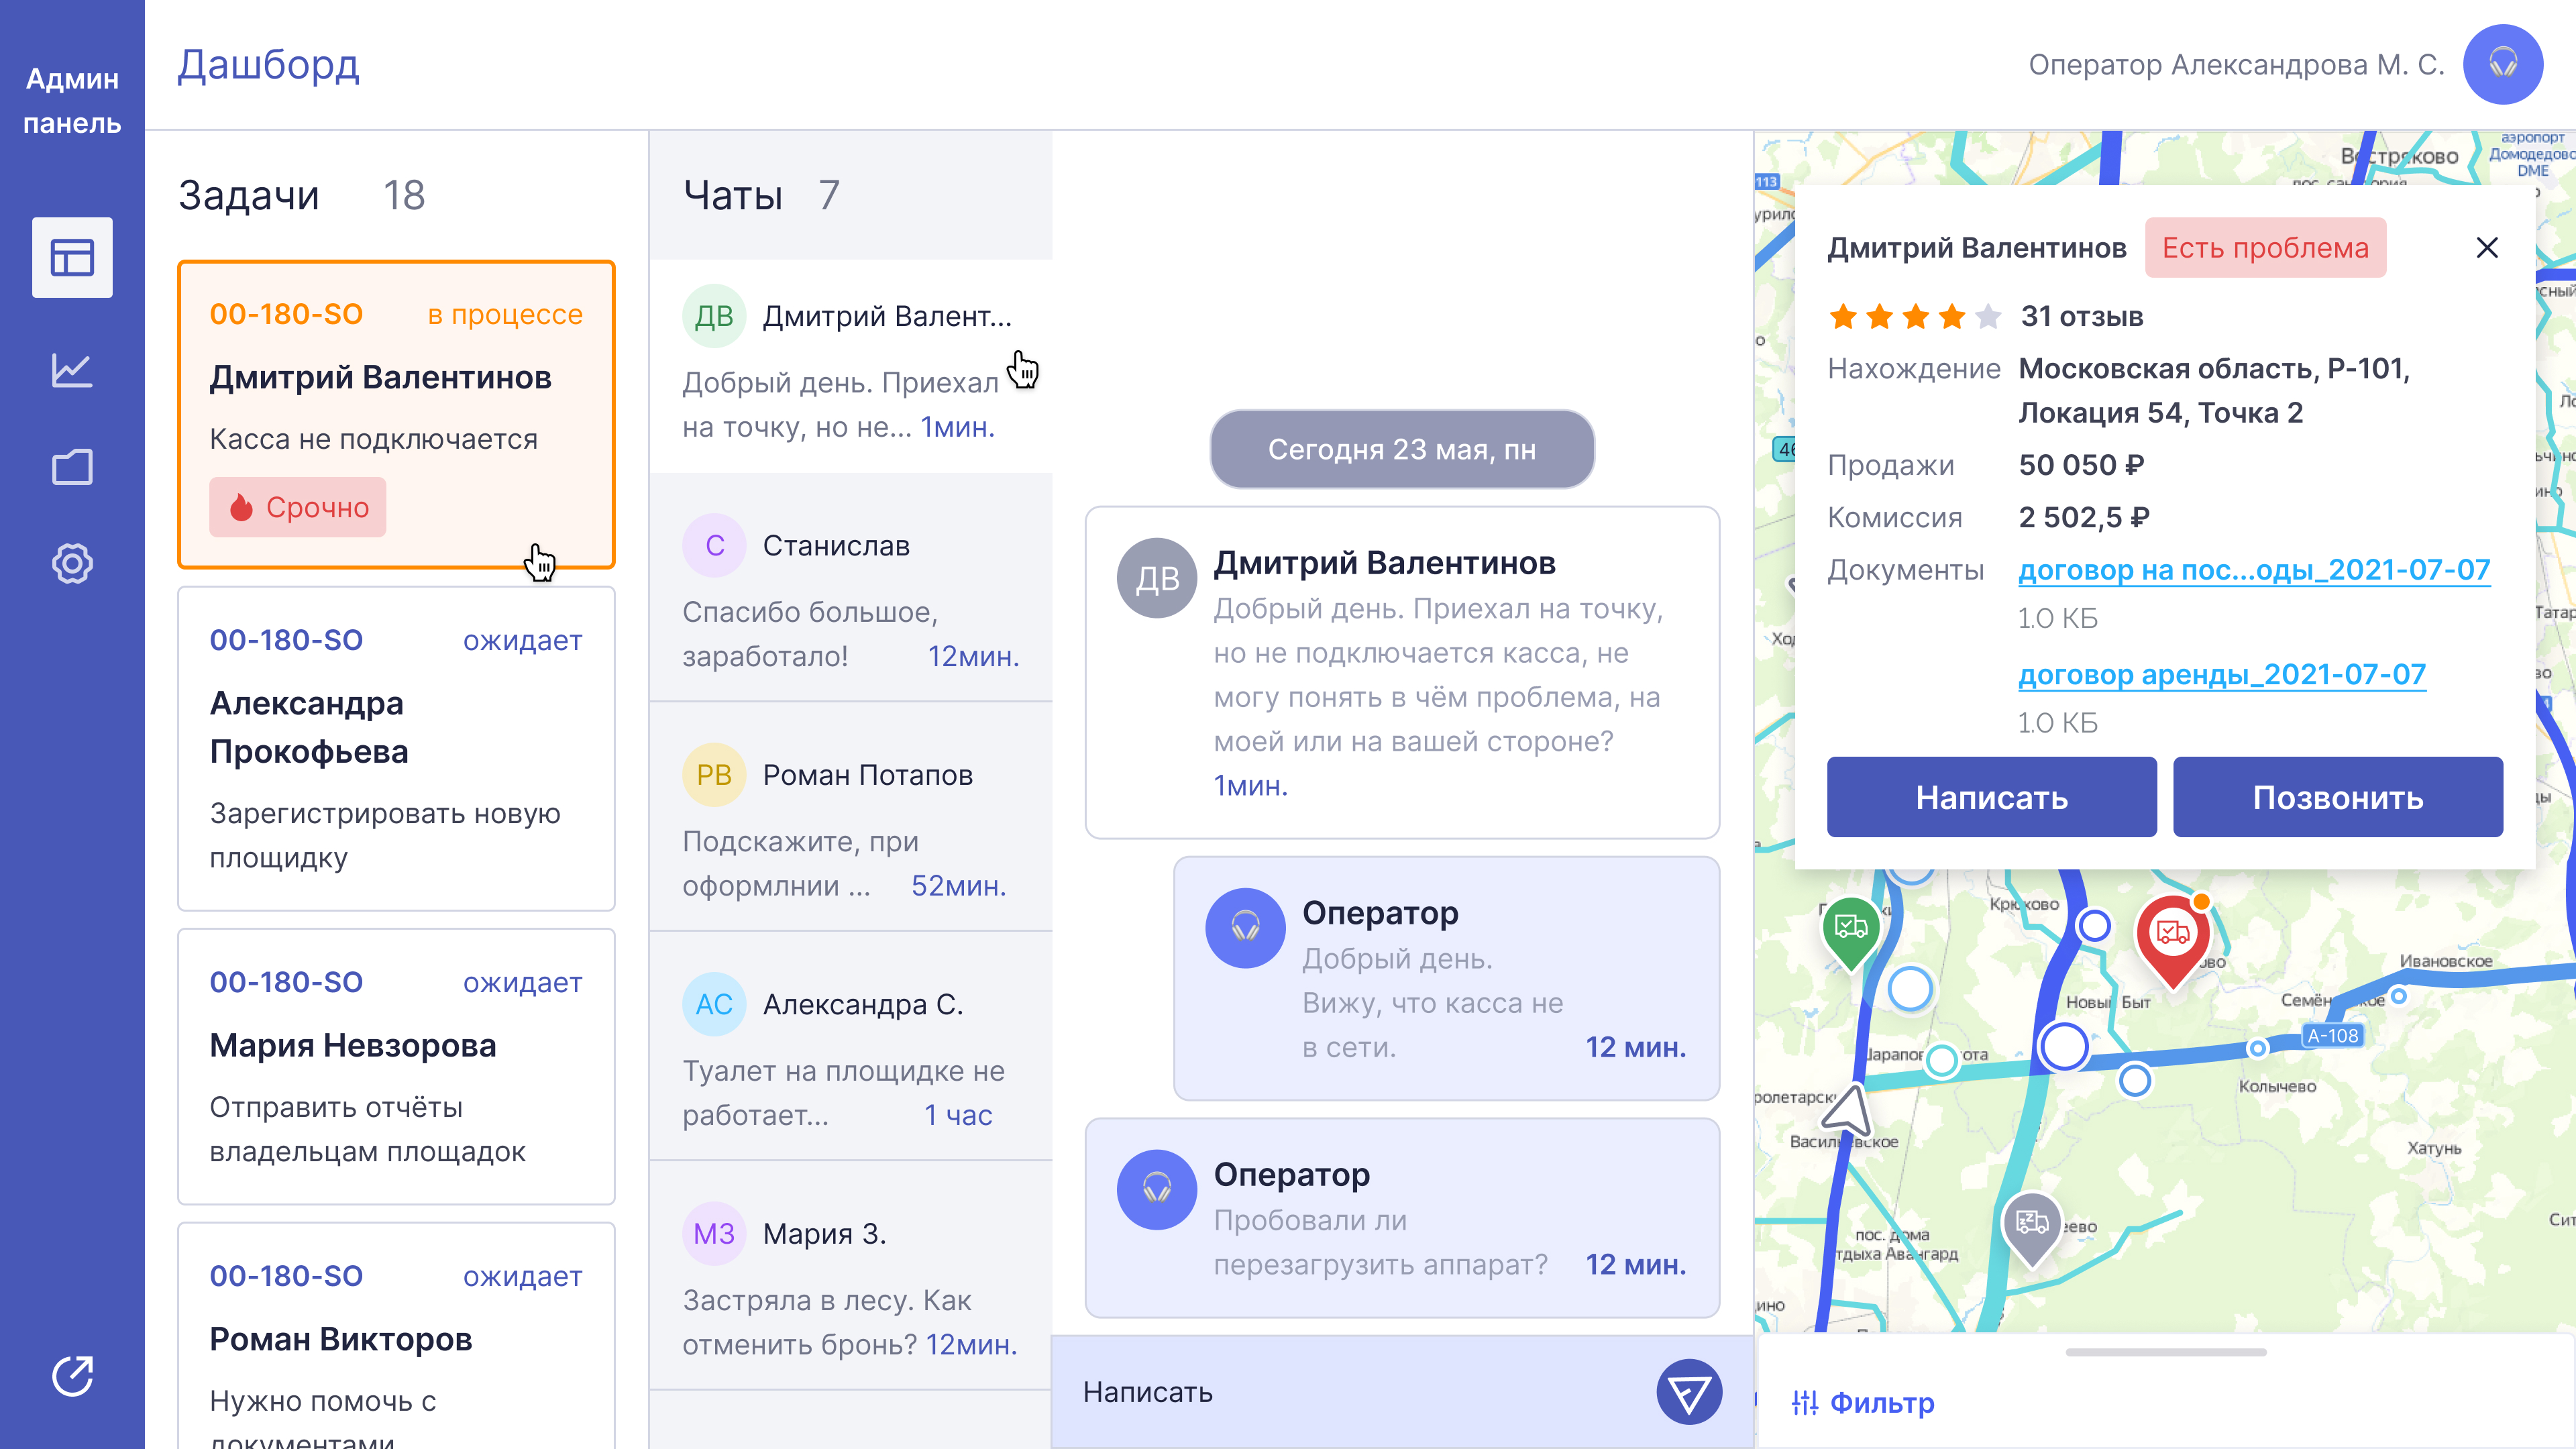 Админ
панель
Дашборд
Оператор Александрова М. С.
Задачи 18
00-180-SO в процессе
Дмитрий Валентинов
Касса не подключается
Срочно
00-180-SO ожидает
Александра
Прокофьева
Зарегистрировать новую
площидку
00-180-SO ожидает
Мария Невзорова
Отправить отчёты
владельцам площадок
00-180-SO ожидает
Роман Викторов
Нужно помочь с
документами
Чаты 7
ДВ Дмитрий Валент...
Добрый день. Приехал
на точку, но не... 1мин.
С Станислав
Спасибо большое,
заработало! 12мин.
РВ Роман Потапов
Подскажите, при
оформлнии ... 52мин.
АС Александра С.
Туалет на площидке не
работает... 1 час
МЗ Мария З.
Застряла в лесу. Как
отменить бронь? 12мин.
Сегодня 23 мая, пн
ДВ Дмитрий Валентинов
Добрый день. Приехал на точку,
но не подключается касса, не
могу понять в чём проблема, на
моей или на вашей стороне?
1мин.
Оператор
Добрый день.
Вижу, что касса не
в сети. 12 мин.
Оператор
Пробовали ли
перезагрузить аппарат? 12 мин.
Написать
аэропорт
Домодедово
DME
Востряково
113
Дмитрий Валентинов Есть проблема
31 отзыв
Нахождение Московская область, Р-101,
Локация 54, Точка 2
Продажи 50 050 ₽
Комиссия 2 502,5 ₽
Документы договор на пос...оды_2021-07-07
1.0 КБ
договор аренды_2021-07-07
1.0 КБ
Написать Позвонить
Крюково
Ивановское
Новый Быт
А-108
Колычево
Васильевское
Хатунь
пос. дома
отдыха Авангард
Фильтр